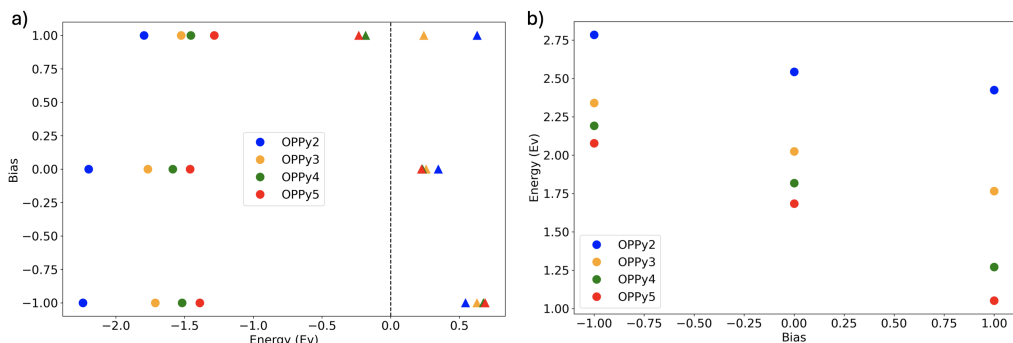 a)
1.00
0.75
0.50
0.25
0.00
−0.25
−0.50
−0.75
−1.00
Bias
OPPy2
OPPy3
OPPy4
OPPy5
−2.0 −1.5 −1.0 −0.5 0.0 0.5
Energy (Ev)
b)
2.75
2.50
2.25
2.00
1.75
1.50
1.25
1.00
Energy (Ev)
OPPy2
OPPy3
OPPy4
OPPy5
−1.00 −0.75 −0.50 −0.25 0.00 0.25 0.50 0.75 1.00
Bias